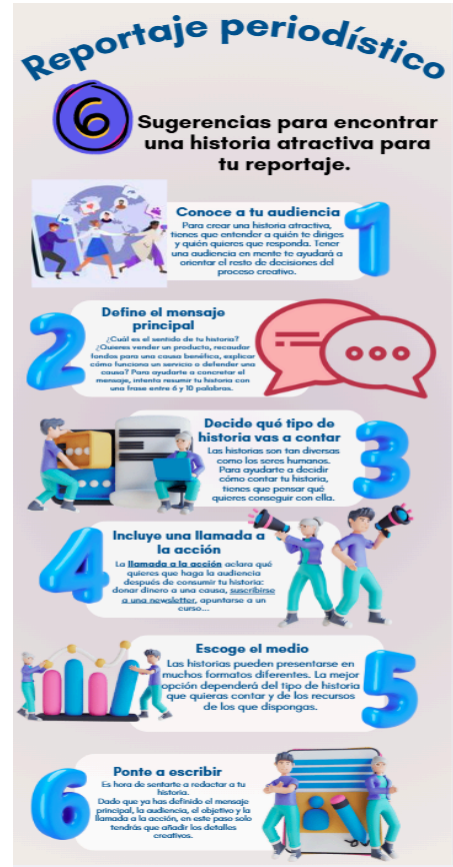 Reportaje periodístico
6
Sugerencias para encontrar
una historia atractiva para
tu reportaje.
Conoce a tu audiencia
1
Para crear una historia atractiva,
tienes que entender a quién te diriges
y quién quieres que responda. Tener
una audiencia en mente te ayudará a
orientar el resto de decisiones del
proceso creativo.
2
Define el mensaje
principal
¿Cuál es el sentido de tu historia?
¿Quieres vender un producto, recaudar
fondos para una causa benéfica, explicar
cómo funciona un servicio o defender una
causa? Para ayudarte a concretar el
mensaje, intenta resumir tu historia con
una frase entre 6 y 10 palabras.
Decide qué tipo de
historia vas a contar
3
Las historias son tan diversas
como los seres humanos.
Para ayudarte a decidir
cómo contar tu historia,
tienes que pensar qué
quieres conseguir con ella.
4
Incluye una llamada a
la acción
La llamada a la acción aclara qué
quieres que haga la audiencia
después de consumir tu historia:
donar dinero a una causa, suscribirse
a una newsletter, apuntarse a un
curso...
Escoge el medio
5
Las historias pueden presentarse en
muchos formatos diferentes. La mejor
opción dependerá del tipo de historia
que quieras contar y de los recursos
de los que dispongas.
6
Ponte a escribir
Es hora de sentarte a redactar a tu
historia.
Dado que ya has definido el mensaje
principal, la audiencia, el objetivo y la
llamada a la acción, en este paso solo
tendrás que añadir los detalles
creativos.